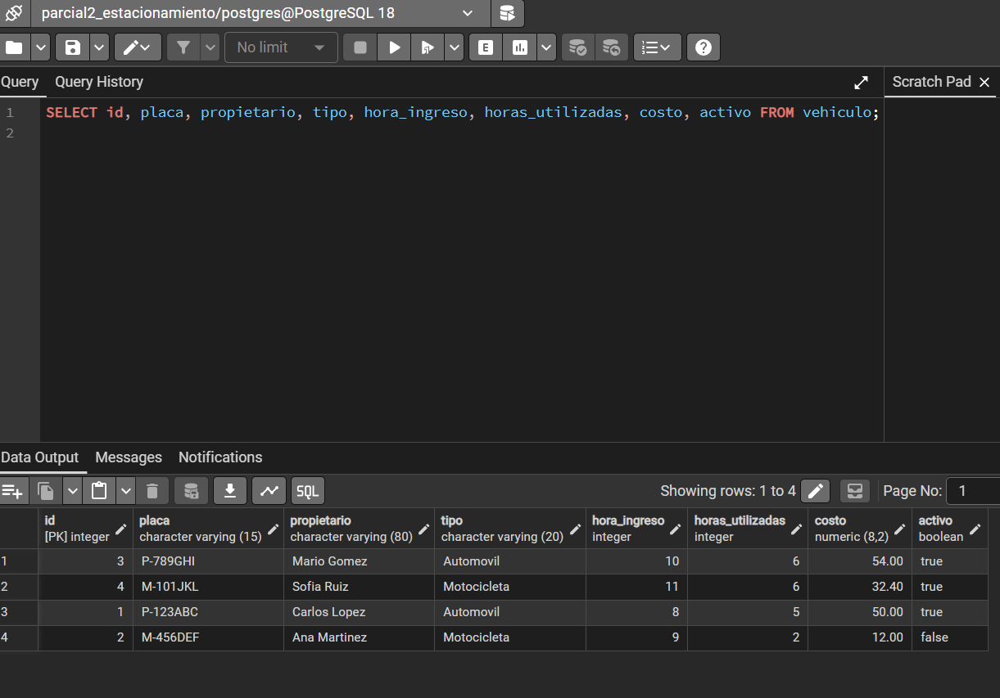 parcial2_estacionamiento/postgres@PostgreSQL 18
No limit
E
Query Query History Scratch Pad
1 SELECT id, placa, propietario, tipo, hora_ingreso, horas_utilizadas, costo, activo FROM vehiculo;
2
Data Output Messages Notifications
SQL Showing rows: 1 to 4 Page No: 1
id placa propietario tipo hora_ingreso horas_utilizadas costo activo
[PK] integer character varying (15) character varying (80) character varying (20) integer integer numeric (8,2) boolean
1 3 P-789GHI Mario Gomez Automovil 10 6 54.00 true
2 4 M-101JKL Sofia Ruiz Motocicleta 11 6 32.40 true
3 1 P-123ABC Carlos Lopez Automovil 8 5 50.00 true
4 2 M-456DEF Ana Martinez Motocicleta 9 2 12.00 false